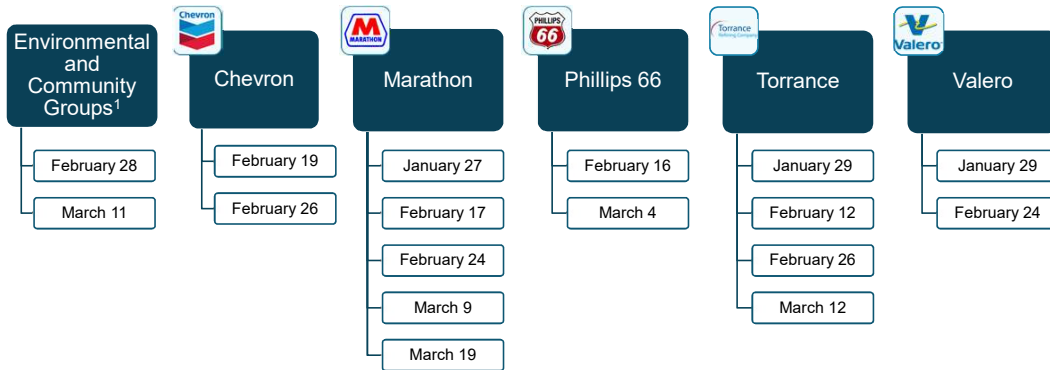 Environmental
and
Community
Groups¹
February 28
March 11
Chevron
Chevron
February 19
February 26
MARATHON
Marathon
January 27
February 17
February 24
March 9
March 19
PHILLIPS
66
Phillips 66
February 16
March 4
Torrance
Refining Company
Torrance
January 29
February 12
February 26
March 12
Valero
Valero
January 29
February 24